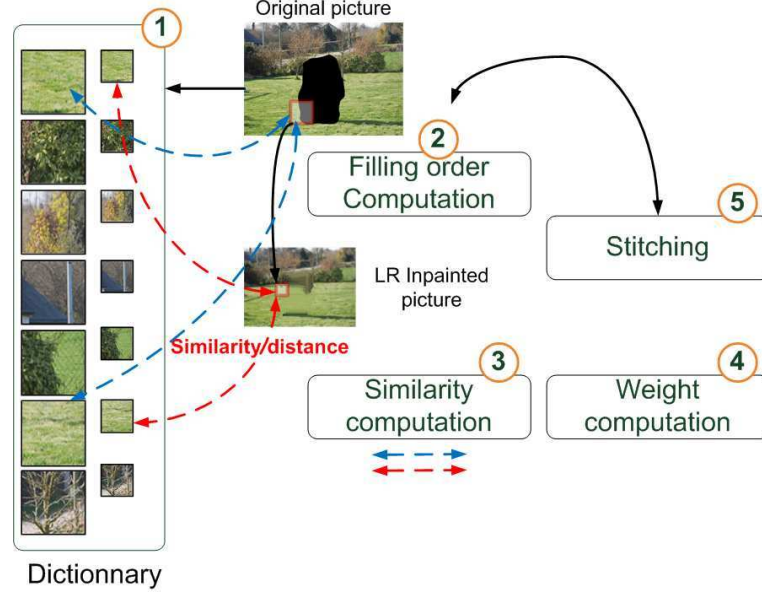 Original picture
1
2
Filling order
Computation
5
Stitching
LR Inpainted
picture
Similarity/distance
3
Similarity
computation
4
Weight
computation
Dictionnary